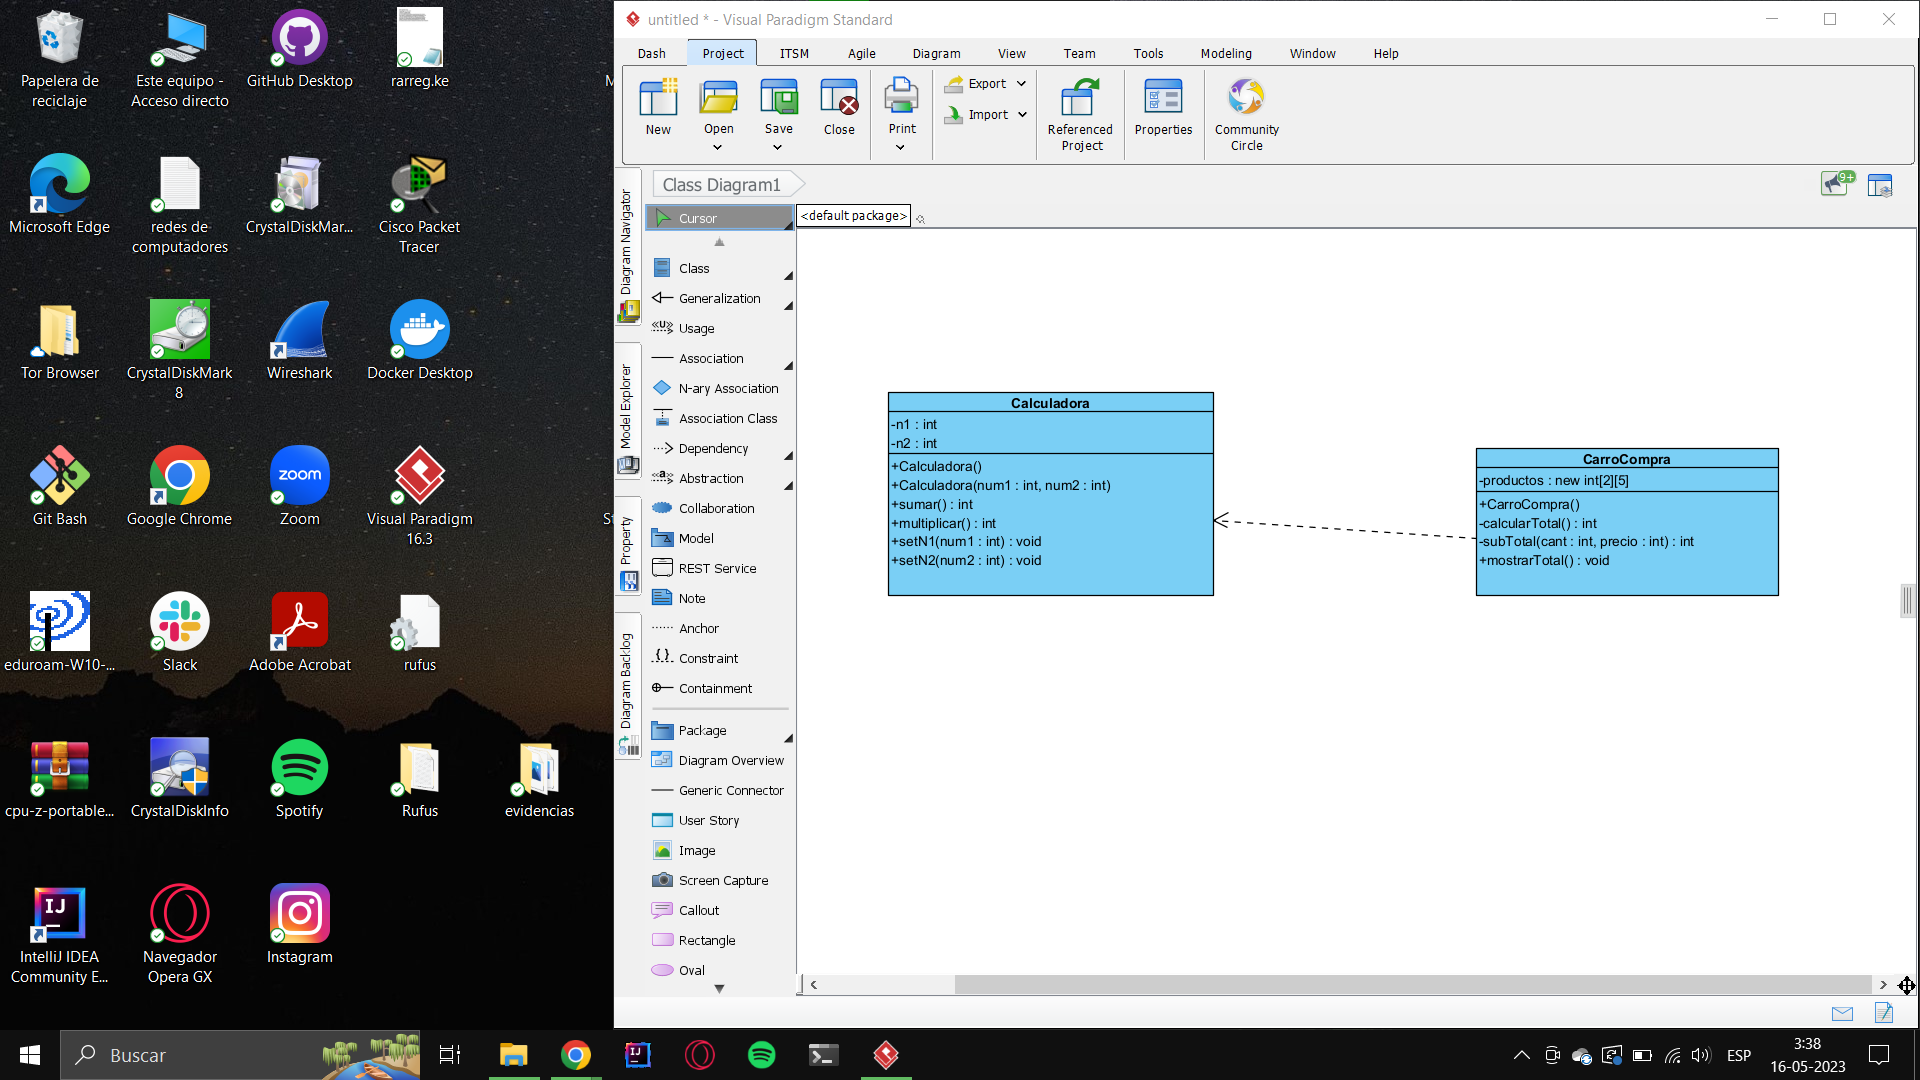 Papelera de
reciclaje
Este equipo -
Acceso directo
GitHub Desktop
rarreg.ke
Microsoft Edge
redes de
computadores
CrystalDiskMar...
Cisco Packet
Tracer
Tor Browser
CrystalDiskMark
8
Wireshark
Docker Desktop
Git Bash
Google Chrome
zoom
Zoom
Visual Paradigm
16.3
eduroam-W10-...
Slack
Adobe Acrobat
rufus
cpu-z-portable...
CrystalDiskInfo
Spotify
Rufus
evidencias
IJ
IntelliJ IDEA
Community E...
Navegador
Opera GX
Instagram
untitled * - Visual Paradigm Standard
Dash
Project
ITSM
Agile
Diagram
View
Team
Tools
Modeling
Window
Help
New
Open
Save
Close
Print
Export
Import
Referenced
Project
Properties
Community
Circle
Class Diagram1
9+
Diagram Navigator
Model Explorer
Property
Diagram Backlog
Cursor
<default package>
Class
Generalization
«U» Usage
Association
N-ary Association
Association Class
Dependency
«a» Abstraction
Collaboration
Model
REST Service
Note
Anchor
{} Constraint
Containment
Package
Diagram Overview
Generic Connector
User Story
Image
Screen Capture
Callout
Rectangle
Oval
Calculadora
-n1 : int
-n2 : int
+Calculadora()
+Calculadora(num1 : int, num2 : int)
+sumar() : int
+multiplicar() : int
+setN1(num1 : int) : void
+setN2(num2 : int) : void
CarroCompra
-productos : new int[2][5]
+CarroCompra()
-calcularTotal() : int
-subTotal(cant : int, precio : int) : int
+mostrarTotal() : void
Buscar
IJ
ESP
3:38
16-05-2023